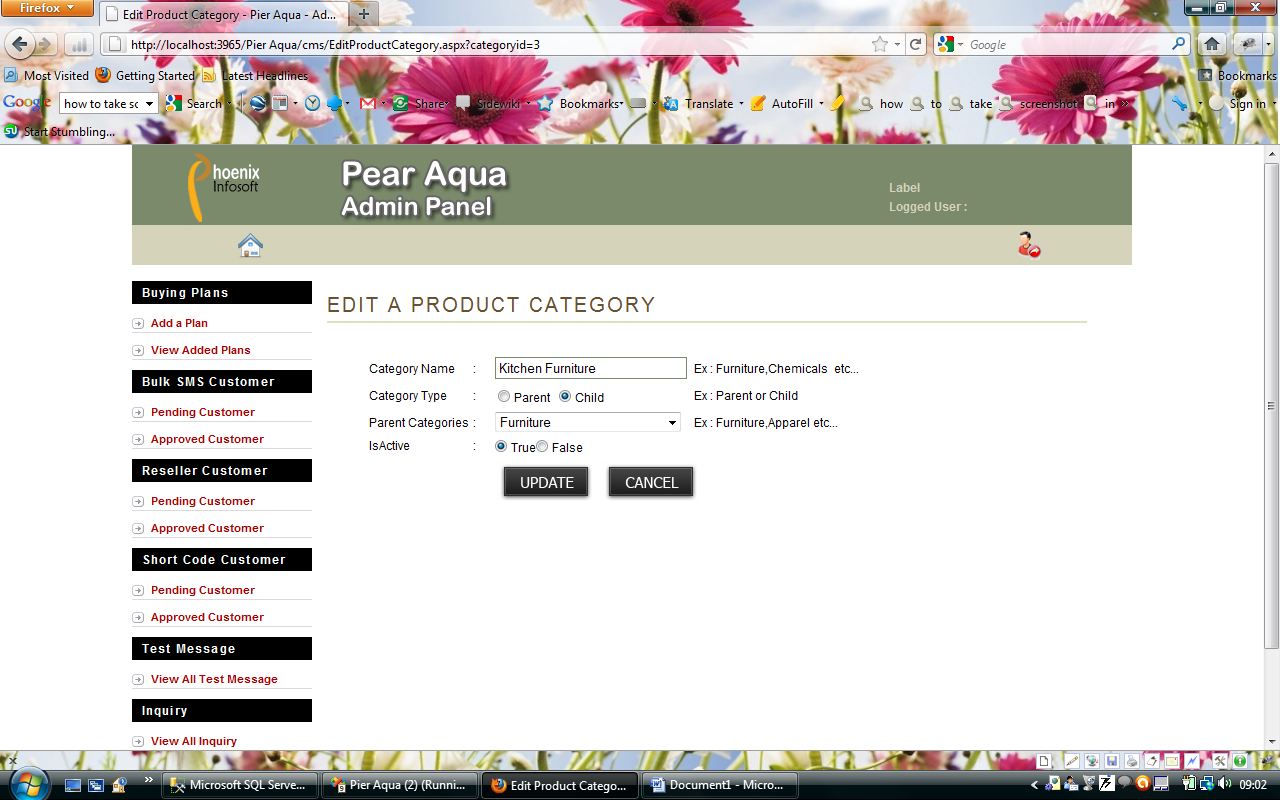 Firefox
Edit Product Category - Pier Aqua - Ad...
http://localhost:3965/Pier Aqua/cms/EditProductCategory.aspx?categoryid=3
Google
Most Visited Getting Started Latest Headlines
Bookmarks
Google how to take sc Search Share Sidewiki Bookmarks Translate AutoFill how to take screenshot in » Sign in
Start Stumbling...
Phoenix
Infosoft
Pear Aqua
Admin Panel
Label
Logged User :
Buying Plans
Add a Plan
View Added Plans
Bulk SMS Customer
Pending Customer
Approved Customer
Reseller Customer
Pending Customer
Approved Customer
Short Code Customer
Pending Customer
Approved Customer
Test Message
View All Test Message
Inquiry
View All Inquiry
EDIT A PRODUCT CATEGORY
Category Name : Kitchen Furniture Ex : Furniture,Chemicals etc...
Category Type : Parent Child Ex : Parent or Child
Parent Categories : Furniture Ex : Furniture,Apparel etc...
IsActive : True False
UPDATE CANCEL
Microsoft SQL Serve...
Pier Aqua (2) (Runni...
Edit Product Catego...
Document1 - Micro...
09:02